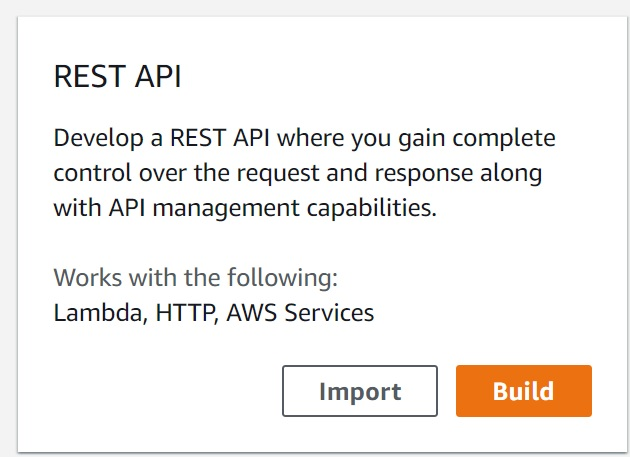 REST API
Develop a REST API where you gain complete
control over the request and response along
with API management capabilities.
Works with the following:
Lambda, HTTP, AWS Services
Import
Build